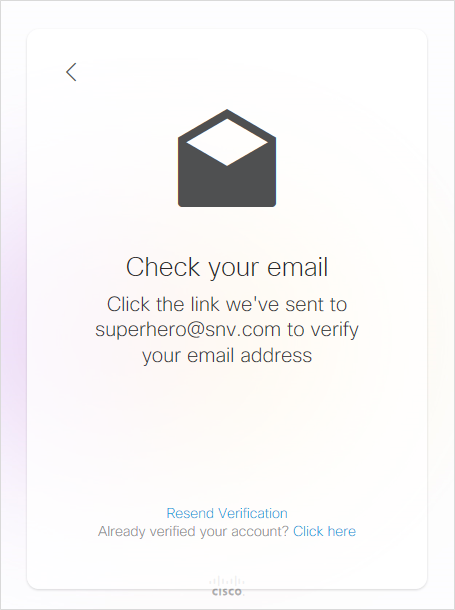 Check your email
Click the link we've sent to
superhero@snv.com to verify
your email address
Resend Verification
Already verified your account? Click here
CISCO